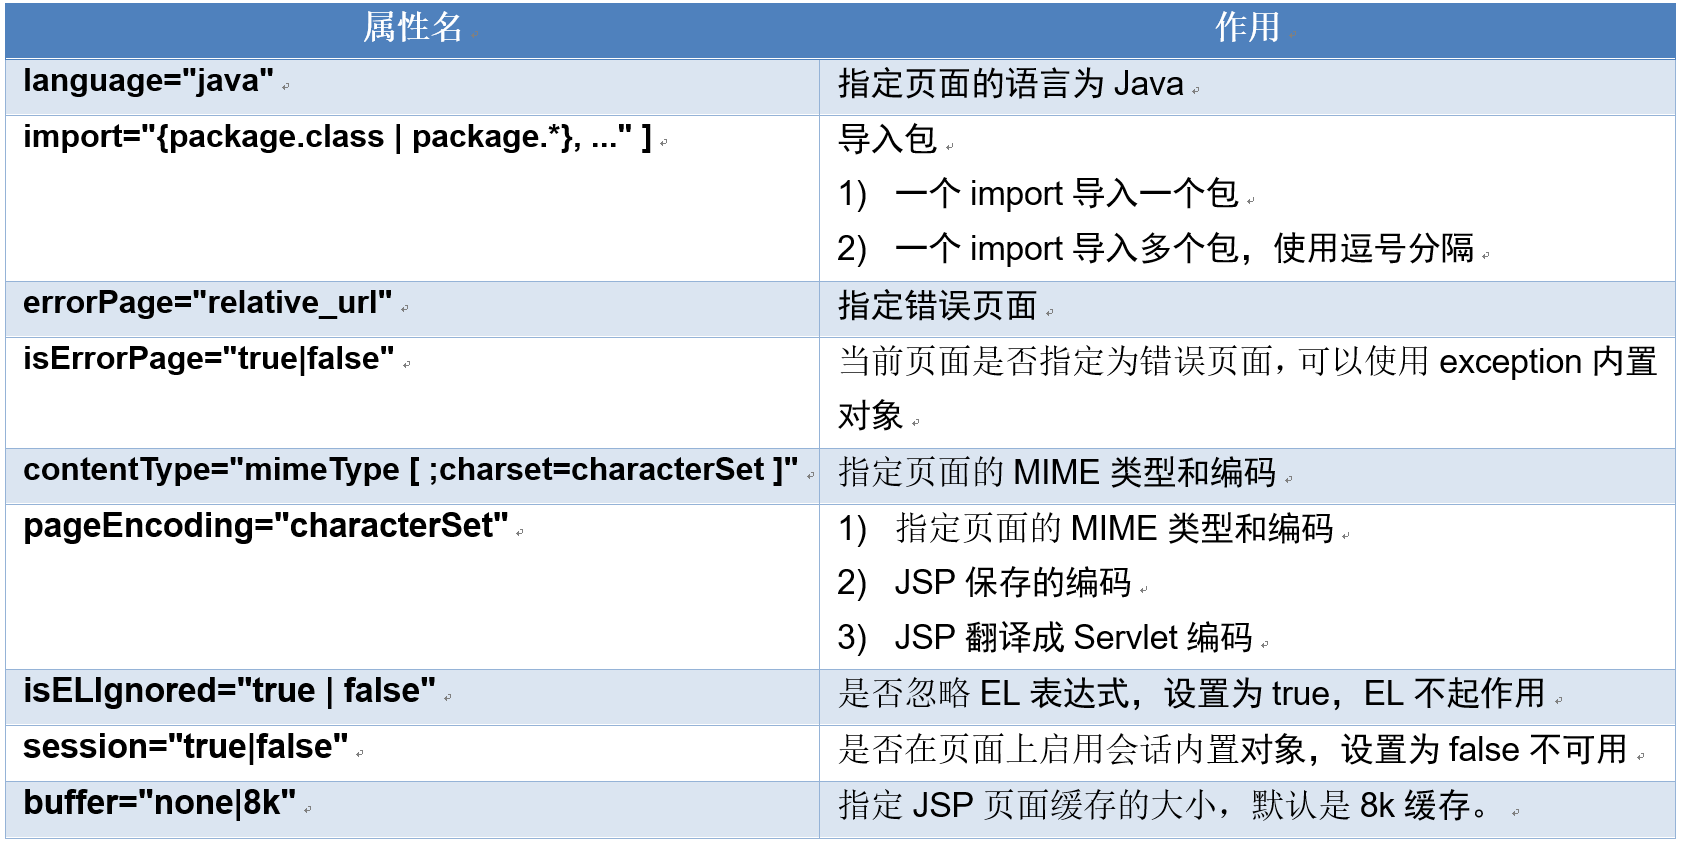 属性名 作用
language="java" 指定页面的语言为 Java
import="{package.class | package.*}, ..." ] 导入包
1) 一个 import 导入一个包
2) 一个 import 导入多个包，使用逗号分隔
errorPage="relative_url" 指定错误页面
isErrorPage="true|false" 当前页面是否指定为错误页面，可以使用 exception 内置
对象
contentType="mimeType [ ;charset=characterSet ]" 指定页面的 MIME 类型和编码
pageEncoding="characterSet" 1) 指定页面的 MIME 类型和编码
2) JSP 保存的编码
3) JSP 翻译成 Servlet 编码
isELIgnored="true | false" 是否忽略 EL 表达式，设置为 true，EL 不起作用
session="true|false" 是否在页面上启用会话内置对象，设置为 false 不可用
buffer="none|8k" 指定 JSP 页面缓存的大小，默认是 8k 缓存。